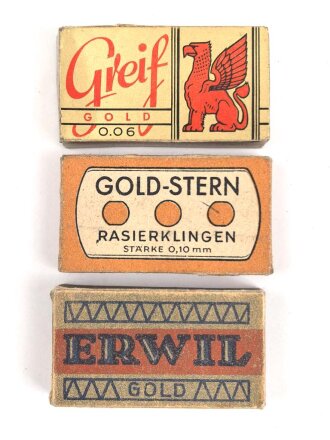 Greif
GOLD
0.06
GOLD-STERN
RASIERKLINGEN
STÄRKE 0,10 mm
ERWIL
GOLD